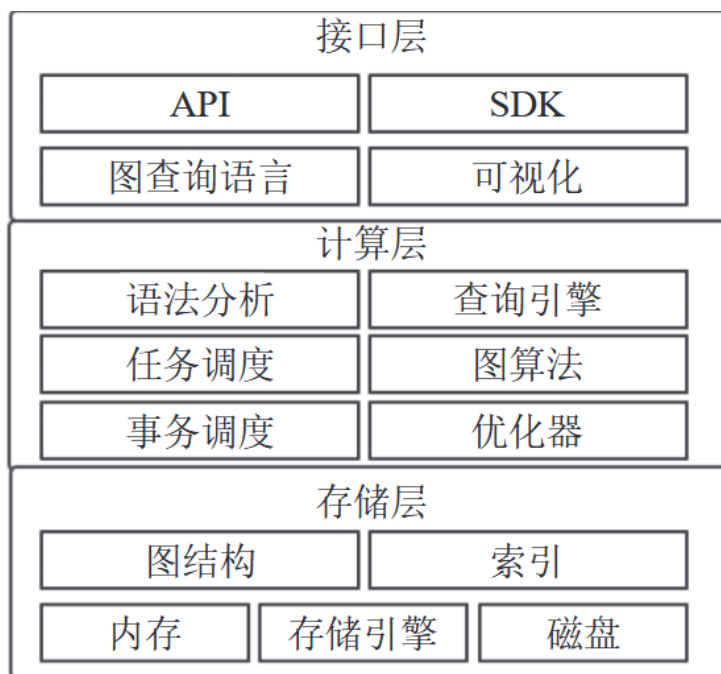 接口层
API SDK
图查询语言 可视化
计算层
语法分析 查询引擎
任务调度 图算法
事务调度 优化器
存储层
图结构 索引
内存 存储引擎 磁盘